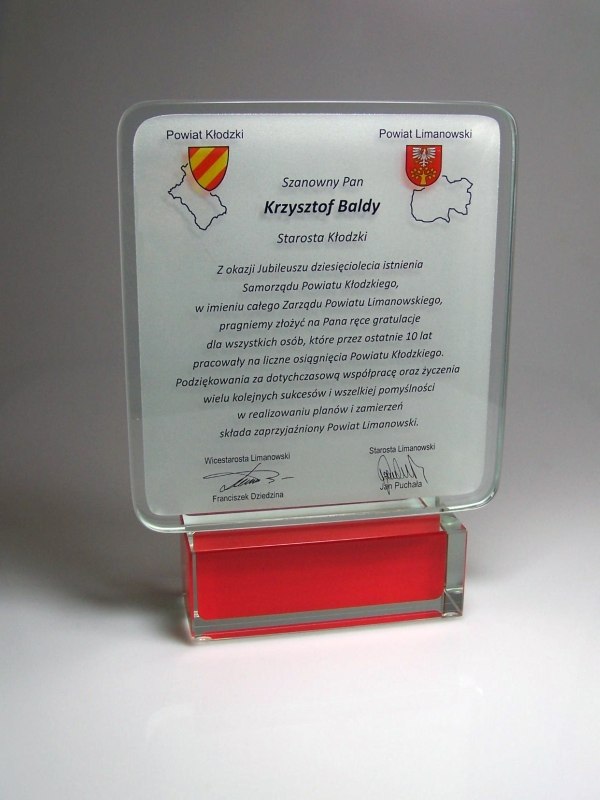 Powiat Kłodzki
Powiat Limanowski
Szanowny Pan
Krzysztof Baldy
Starosta Kłodzki
Z okazji Jubileuszu dziesięciolecia istnienia
Samorządu Powiatu Kłodzkiego,
w imieniu całego Zarządu Powiatu Limanowskiego,
pragniemy złożyć na Pana ręce gratulacje
dla wszystkich osób, które przez ostatnie 10 lat
pracowały na liczne osiągnięcia Powiatu Kłodzkiego.
Podziękowania za dotychczasową współpracę oraz życzenia
wielu kolejnych sukcesów i wszelkiej pomyślności
w realizowaniu planów i zamierzeń
składa zaprzyjaźniony Powiat Limanowski.
Wicestarosta Limanowski
Franciszek Dziedzina
Starosta Limanowski
Jan Puchała